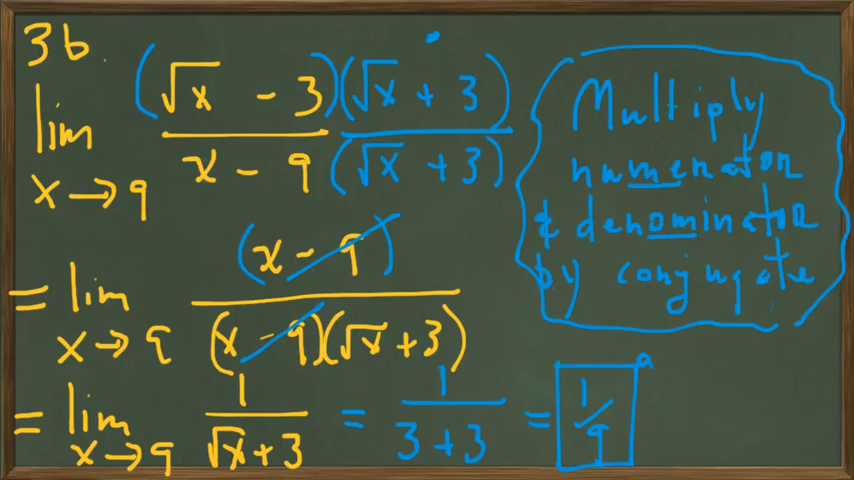 3b.
lim x→9 (√x - 3)(√x + 3) / x - 9 (√x + 3)
Multiply
numerator
& denominator
by conjugate
= lim x→9 (x - 9) / (x - 9)(√x + 3)
= lim x→9 1 / √x + 3 = 1 / 3 + 3 = 1/9